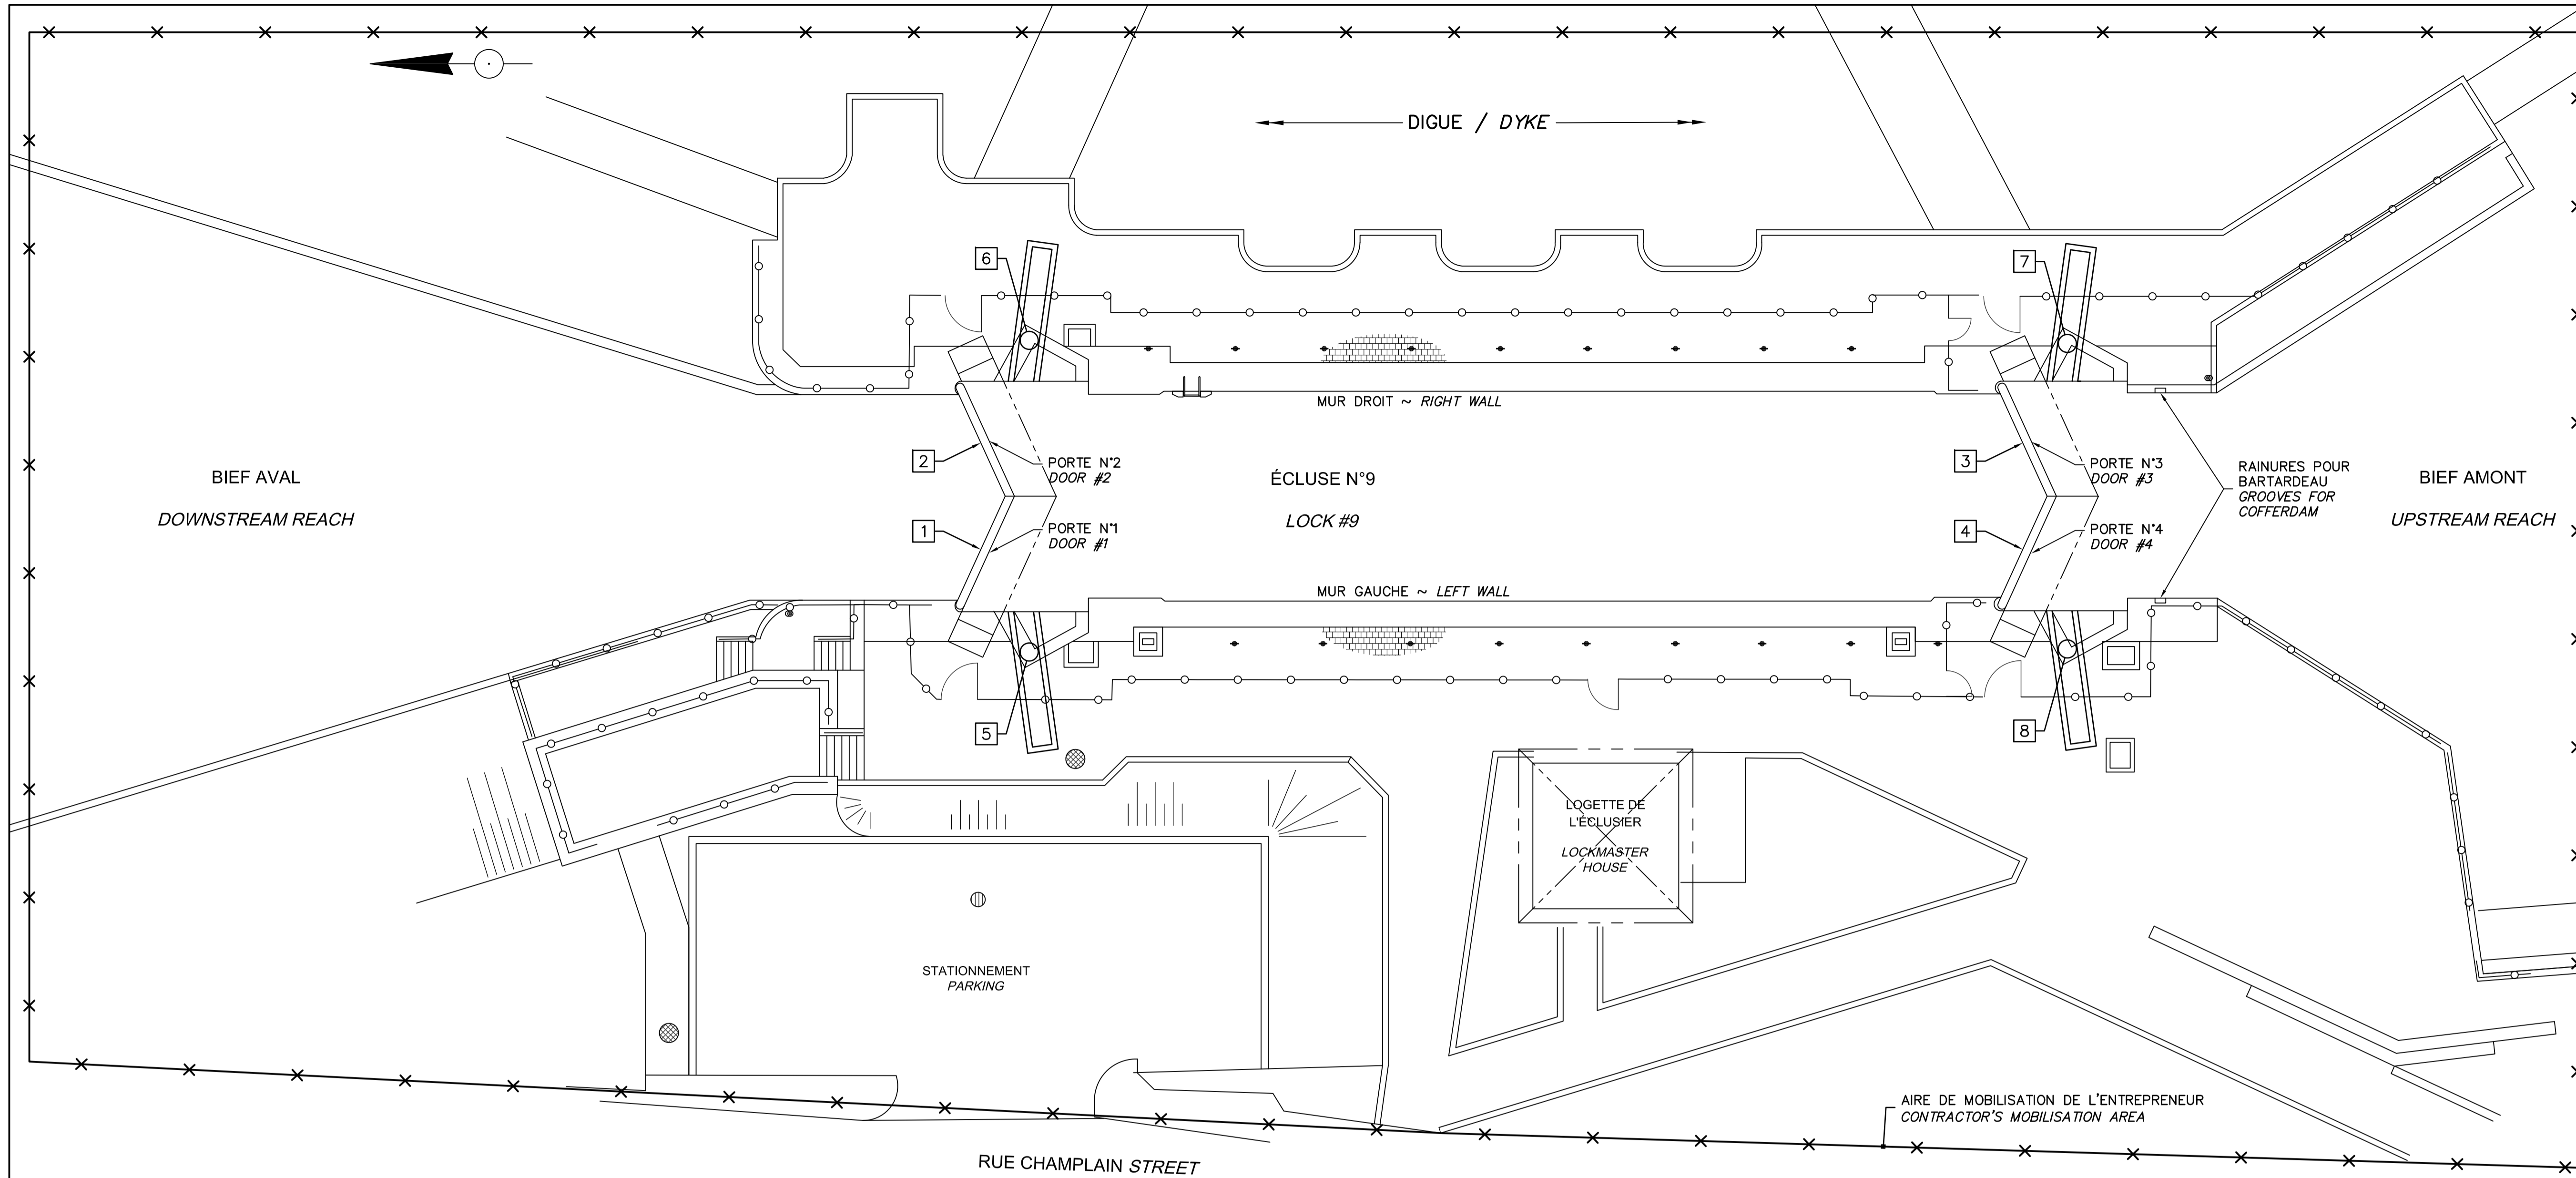 DIGUE / DYKE
6
7
MUR DROIT ~ RIGHT WALL
2
PORTE N°2
DOOR #2
3
PORTE N°3
DOOR #3
RAINURES POUR
BARTARDEAU
GROOVES FOR
COFFERDAM
BIEF AVAL
DOWNSTREAM REACH
ÉCLUSE N°9
LOCK #9
BIEF AMONT
UPSTREAM REACH
1
PORTE N°1
DOOR #1
4
PORTE N°4
DOOR #4
MUR GAUCHE ~ LEFT WALL
5
8
LOGETTE DE
L'ÉCLUSIER
LOCKMASTER
HOUSE
STATIONNEMENT
PARKING
AIRE DE MOBILISATION DE L'ENTREPRENEUR
CONTRACTOR'S MOBILISATION AREA
RUE CHAMPLAIN STREET